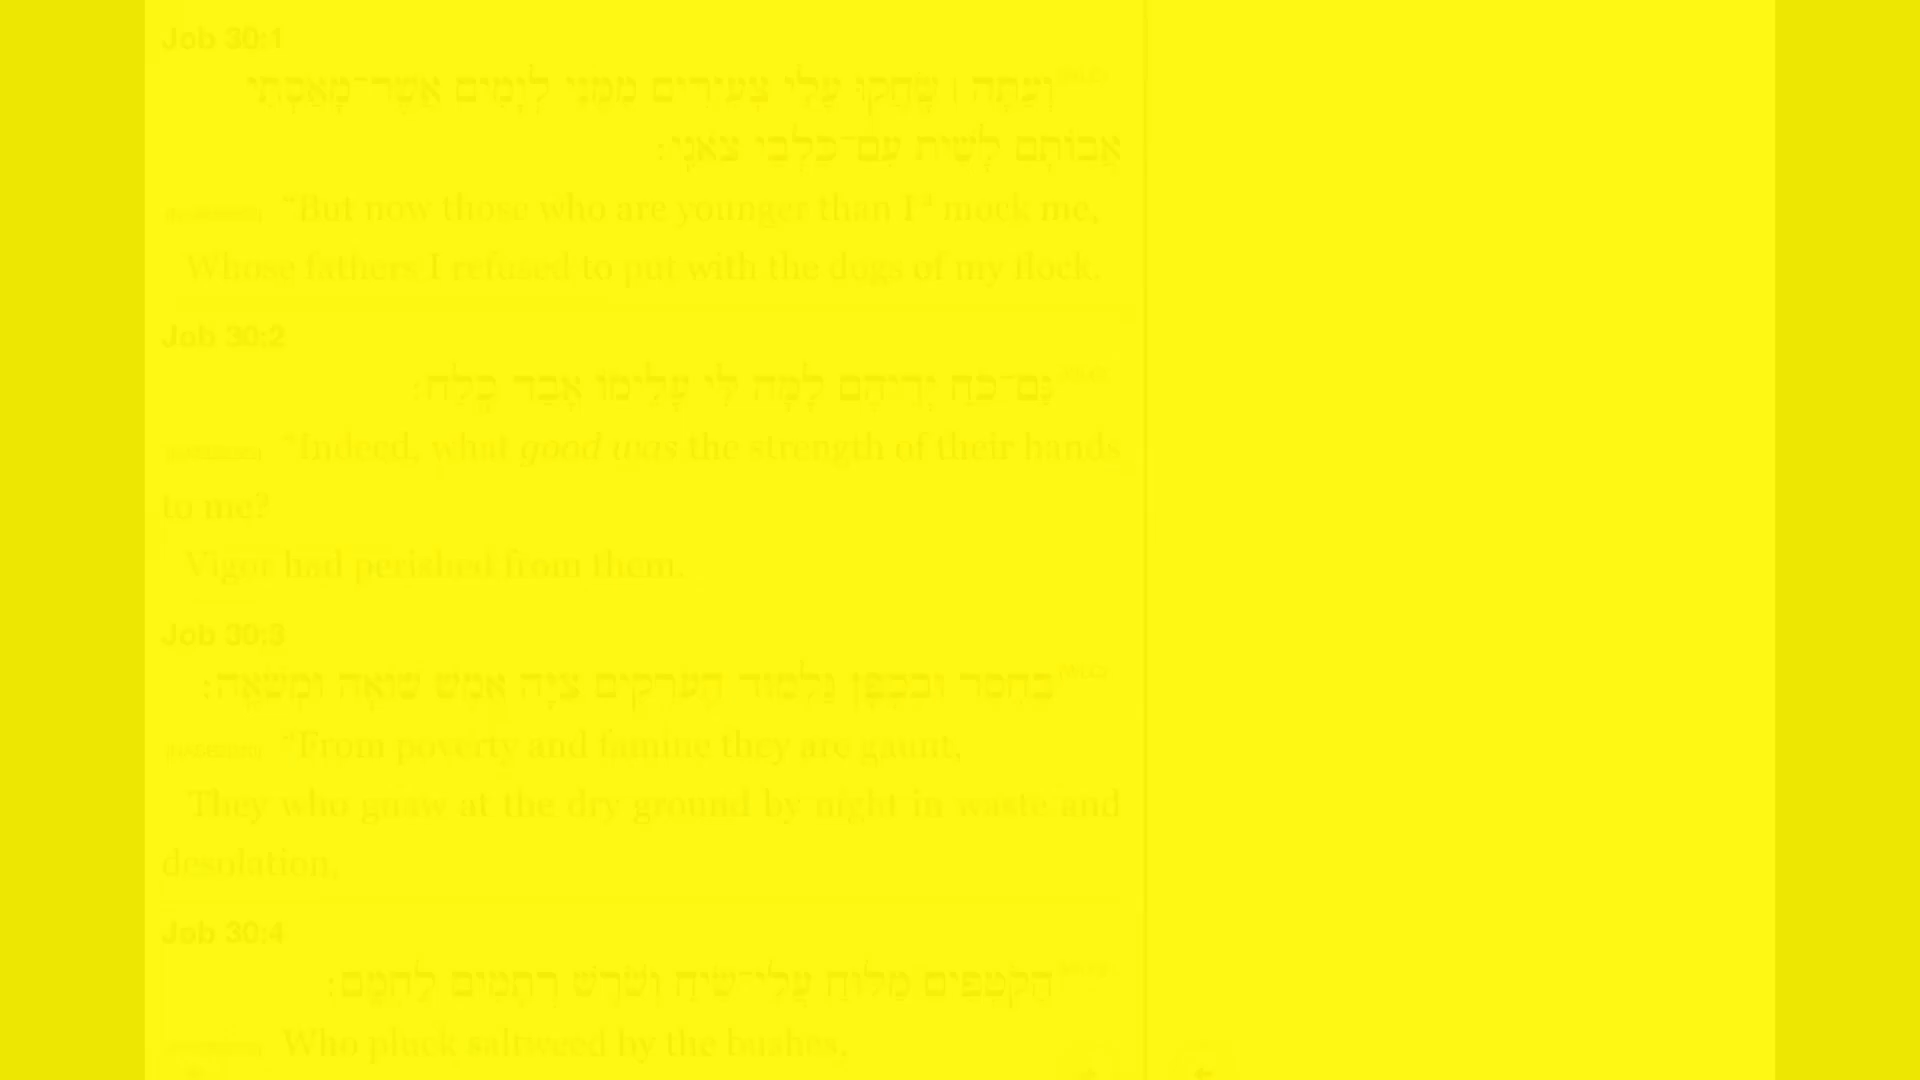 Job 30:1
וְעַתָּה ׀ שָׂחֲקוּ עָלַי צְעִירִים מִמֶּנִּי לְיָמִים אֲשֶׁר־מָאַסְתִּי
אֲבוֹתָם לָשִׁית עִם־כַּלְבֵי צֹאנִי׃
“But now those who are younger than I mock me,
Whose fathers I refused to put with the dogs of my flock.
Job 30:2
גַּם־כֹּחַ יְדֵיהֶם לָמָּה לִּי עָלֵימוֹ אָבַד כָּלַח׃
“Indeed, what good was the strength of their hands
to me?
Vigor had perished from them.
Job 30:3
בְּחֶסֶר וּבְכָפָן גַּלְמוּד הַעֹרְקִים צִיָּה אֶמֶשׁ שׁוֹאָה וּמְשֹׁאָה׃
“From poverty and famine they are gaunt,
They who gnaw at the dry ground by night in waste and
desolation,
Job 30:4
הַקֹּטְפִים מַלּוּחַ עֲלֵי־שִׂיחַ וְשֹׁרֶשׁ רְתָמִים לַחְמָם׃
Who pluck saltweed by the bushes,